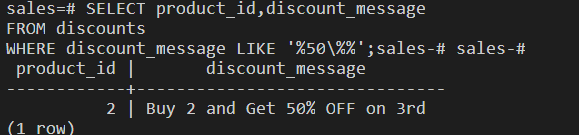 sales=# SELECT product_id,discount_message
FROM discounts
WHERE discount_message LIKE '%50\%%';sales-# sales-#
 product_id |      discount_message
------------+-------------------------------
          2 | Buy 2 and Get 50% OFF on 3rd
(1 row)